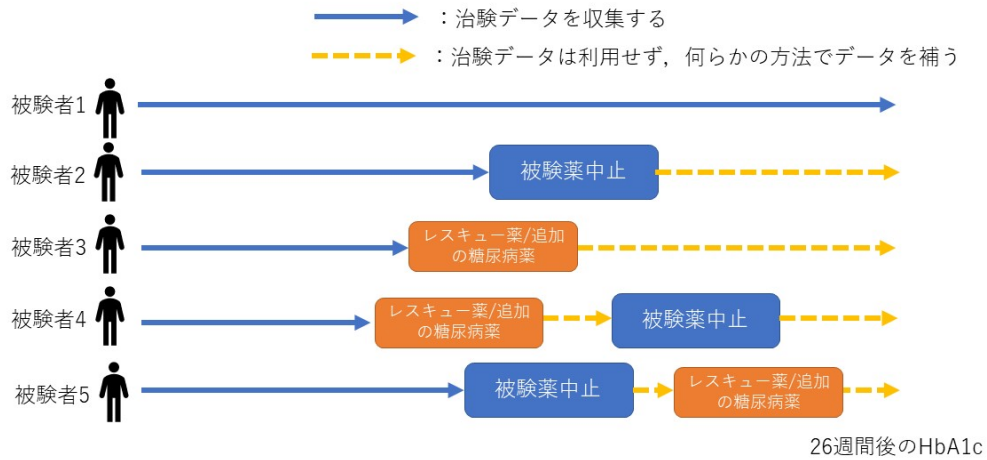 ：治験データを収集する
：治験データは利用せず，何らかの方法でデータを補う
被験者1
被験者2
被験薬中止
被験者3
レスキュー薬/追加
の糖尿病薬
被験者4
レスキュー薬/追加
の糖尿病薬
被験薬中止
被験者5
被験薬中止
レスキュー薬/追加
の糖尿病薬
26週間後のHbA1c